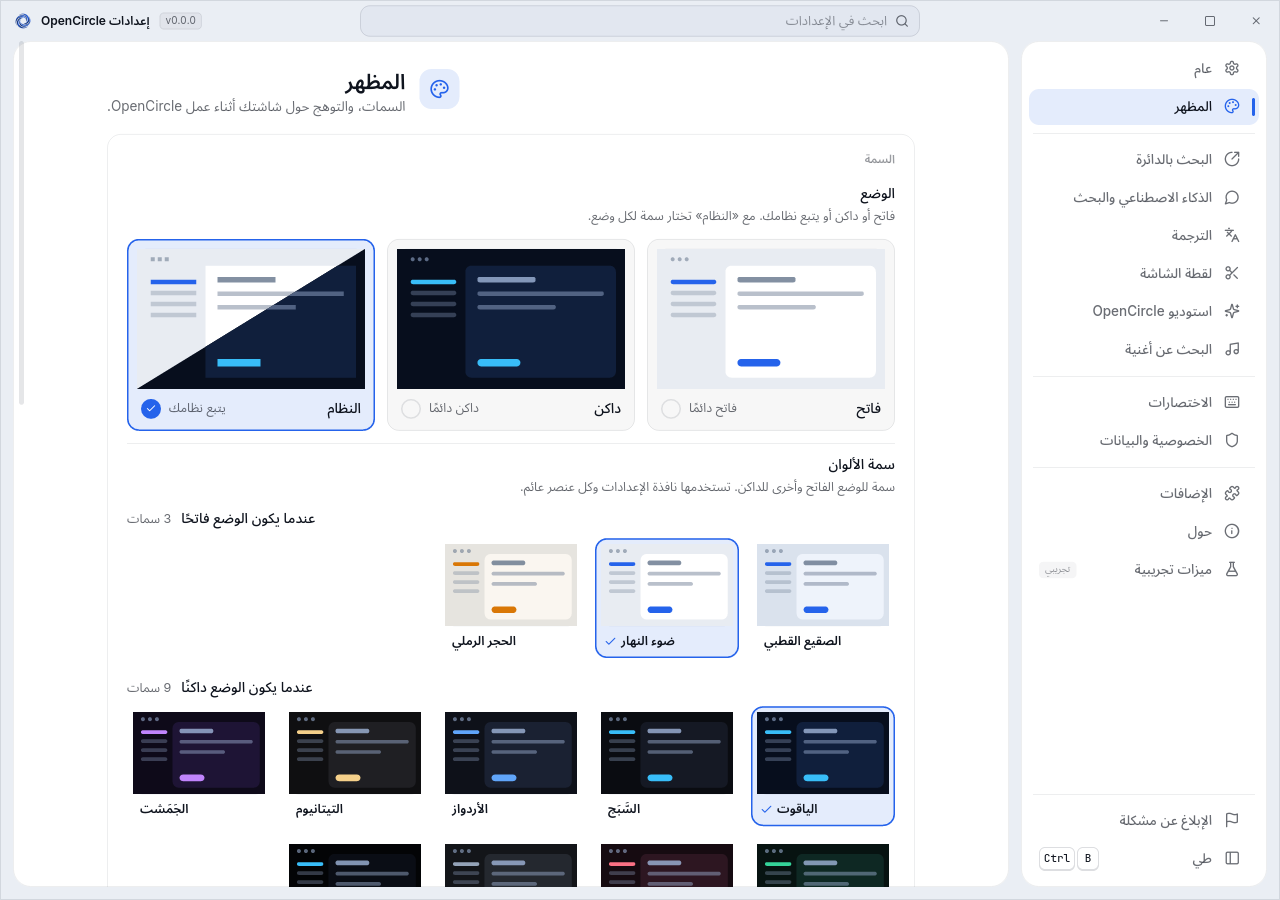 إعدادات OpenCircle
v0.0.0
ابحث في الإعدادات
عام
المظهر
البحث بالدائرة
الذكاء الاصطناعي والبحث
الترجمة
لقطة الشاشة
استوديو OpenCircle
البحث عن أغنية
الاختصارات
الخصوصية والبيانات
الإضافات
حول
ميزات تجريبية
تجريبي
الإبلاغ عن مشكلة
طي
Ctrl B
المظهر
السمات، والتوهج حول شاشتك أثناء عمل OpenCircle.
السمة
الوضع
فاتح أو داكن أو يتبع نظامك. مع «النظام» تختار سمة لكل وضع.
فاتح
فاتح دائمًا
داكن
داكن دائمًا
النظام
يتبع نظامك
سمة الألوان
سمة للوضع الفاتح وأخرى للداكن. تستخدمها نافذة الإعدادات وكل عنصر عائم.
عندما يكون الوضع فاتحًا
3 سمات
الصقيع القطبي
ضوء النهار
الحجر الرملي
عندما يكون الوضع داكنًا
9 سمات
الياقوت
السَّبَج
الأردواز
التيتانيوم
الجَمَشت